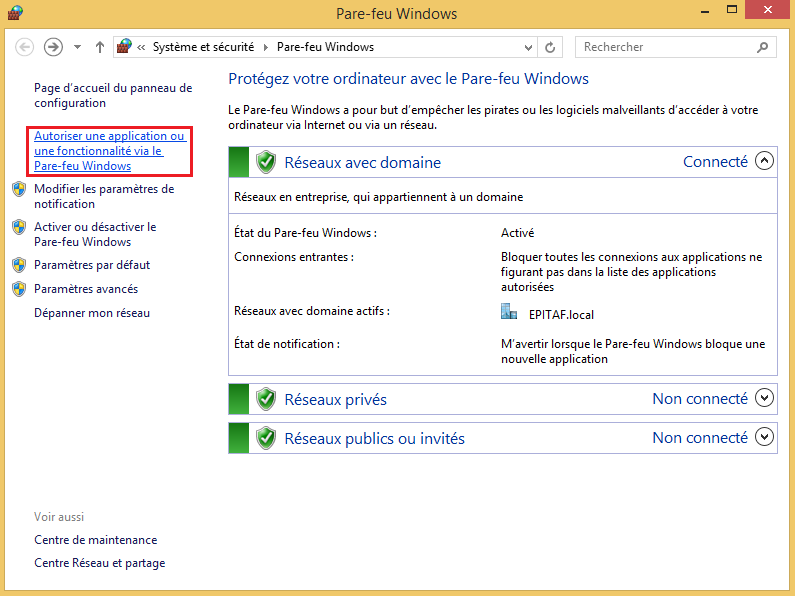 Pare-feu Windows
« Système et sécurité Pare-feu Windows
Rechercher
Page d'accueil du panneau de
configuration
Autoriser une application ou
une fonctionnalité via le
Pare-feu Windows
Modifier les paramètres de
notification
Activer ou désactiver le
Pare-feu Windows
Paramètres par défaut
Paramètres avancés
Dépanner mon réseau
Voir aussi
Centre de maintenance
Centre Réseau et partage
Protégez votre ordinateur avec le Pare-feu Windows
Le Pare-feu Windows a pour but d'empêcher les pirates ou les logiciels malveillants d'accéder à votre
ordinateur via Internet ou via un réseau.
Réseaux avec domaine Connecté
Réseaux en entreprise, qui appartiennent à un domaine
État du Pare-feu Windows : Activé
Connexions entrantes : Bloquer toutes les connexions aux applications ne
figurant pas dans la liste des applications
autorisées
Réseaux avec domaine actifs : EPITAF.local
État de notification : M'avertir lorsque le Pare-feu Windows bloque une
nouvelle application
Réseaux privés Non connecté
Réseaux publics ou invités Non connecté